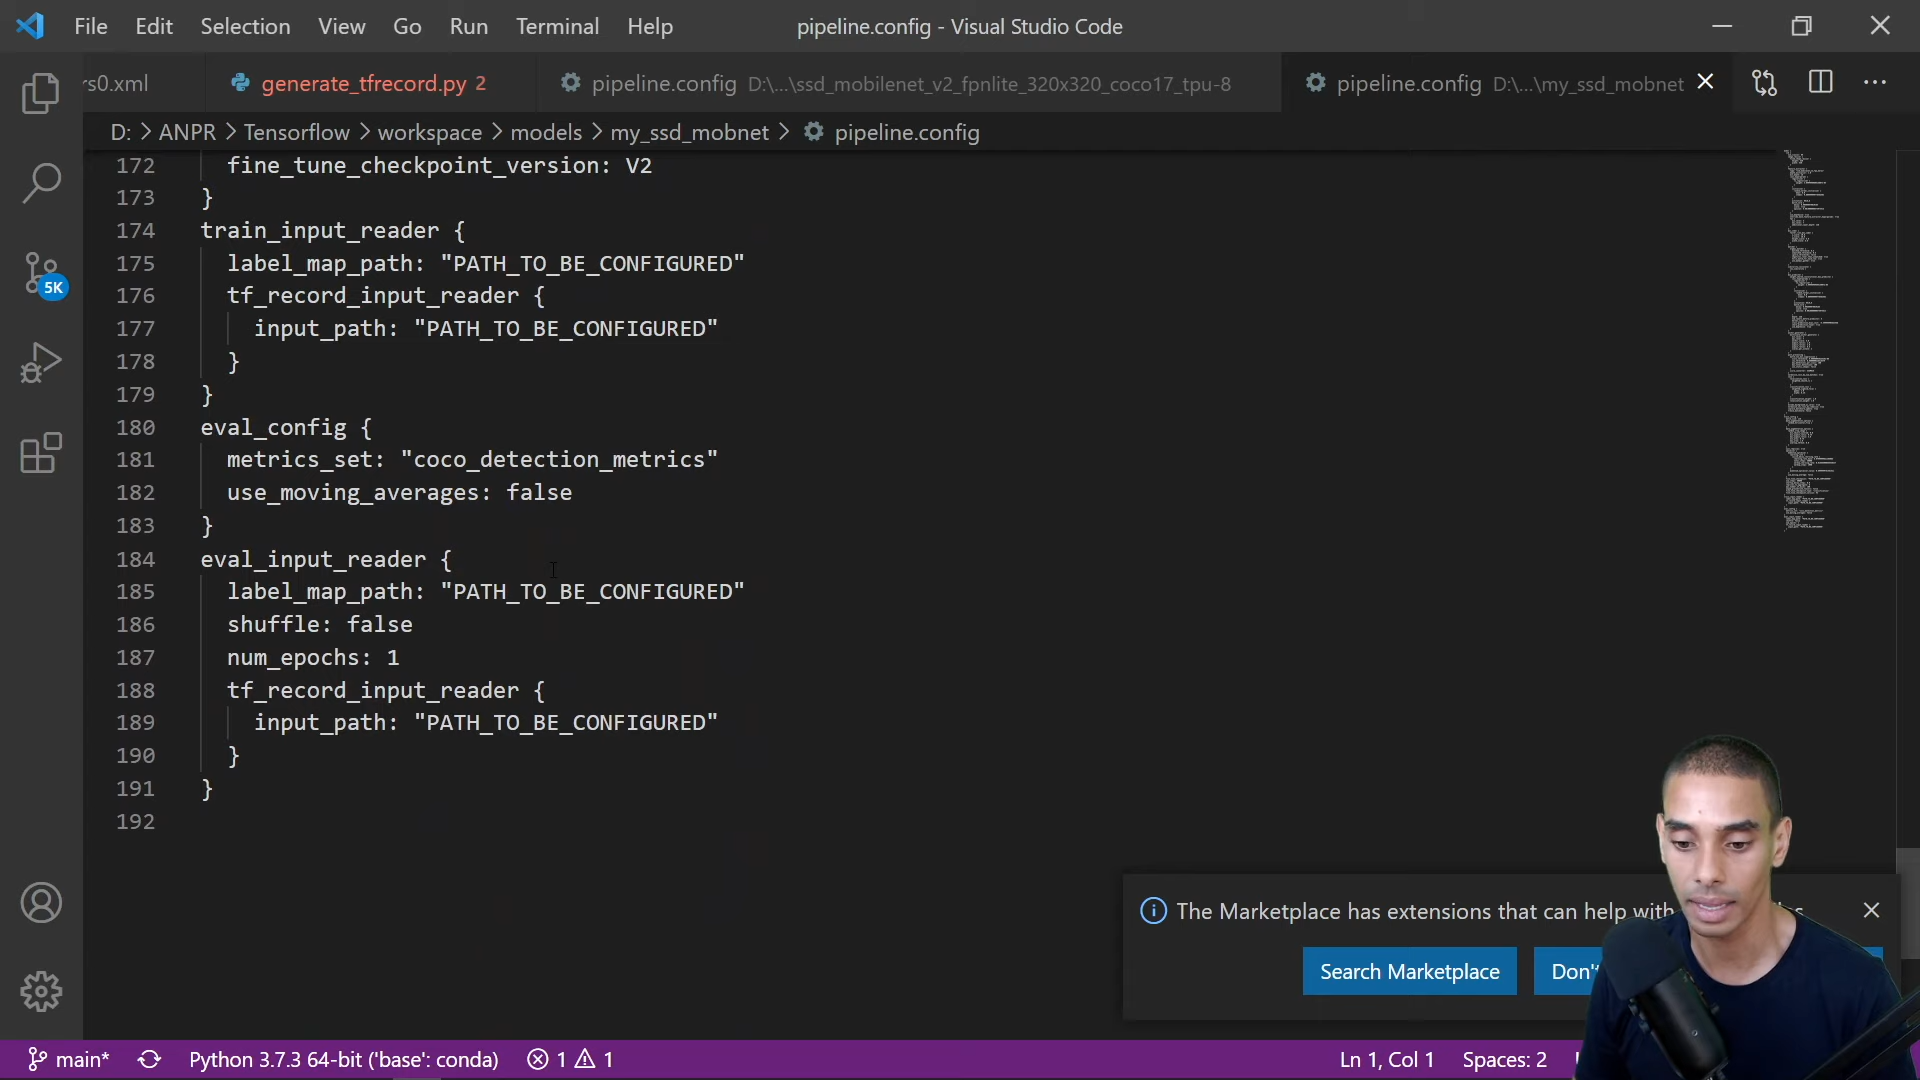 File Edit Selection View Go Run Terminal Help pipeline.config - Visual Studio Code
rs0.xml generate_tfrecord.py 2 pipeline.config D:\...\ssd_mobilenet_v2_fpnlite_320x320_coco17_tpu-8 pipeline.config D:\...\my_ssd_mobnet
D: > ANPR > Tensorflow > workspace > models > my_ssd_mobnet > pipeline.config
172 fine_tune_checkpoint_version: V2
173 }
174 train_input_reader {
175 label_map_path: "PATH_TO_BE_CONFIGURED"
176 tf_record_input_reader {
177 input_path: "PATH_TO_BE_CONFIGURED"
178 }
179 }
180 eval_config {
181 metrics_set: "coco_detection_metrics"
182 use_moving_averages: false
183 }
184 eval_input_reader {
185 label_map_path: "PATH_TO_BE_CONFIGURED"
186 shuffle: false
187 num_epochs: 1
188 tf_record_input_reader {
189 input_path: "PATH_TO_BE_CONFIGURED"
190 }
191 }
192
5K
The Marketplace has extensions that can help with
Search Marketplace Don't
main* Python 3.7.3 64-bit ('base': conda) 1 1 Ln 1, Col 1 Spaces: 2